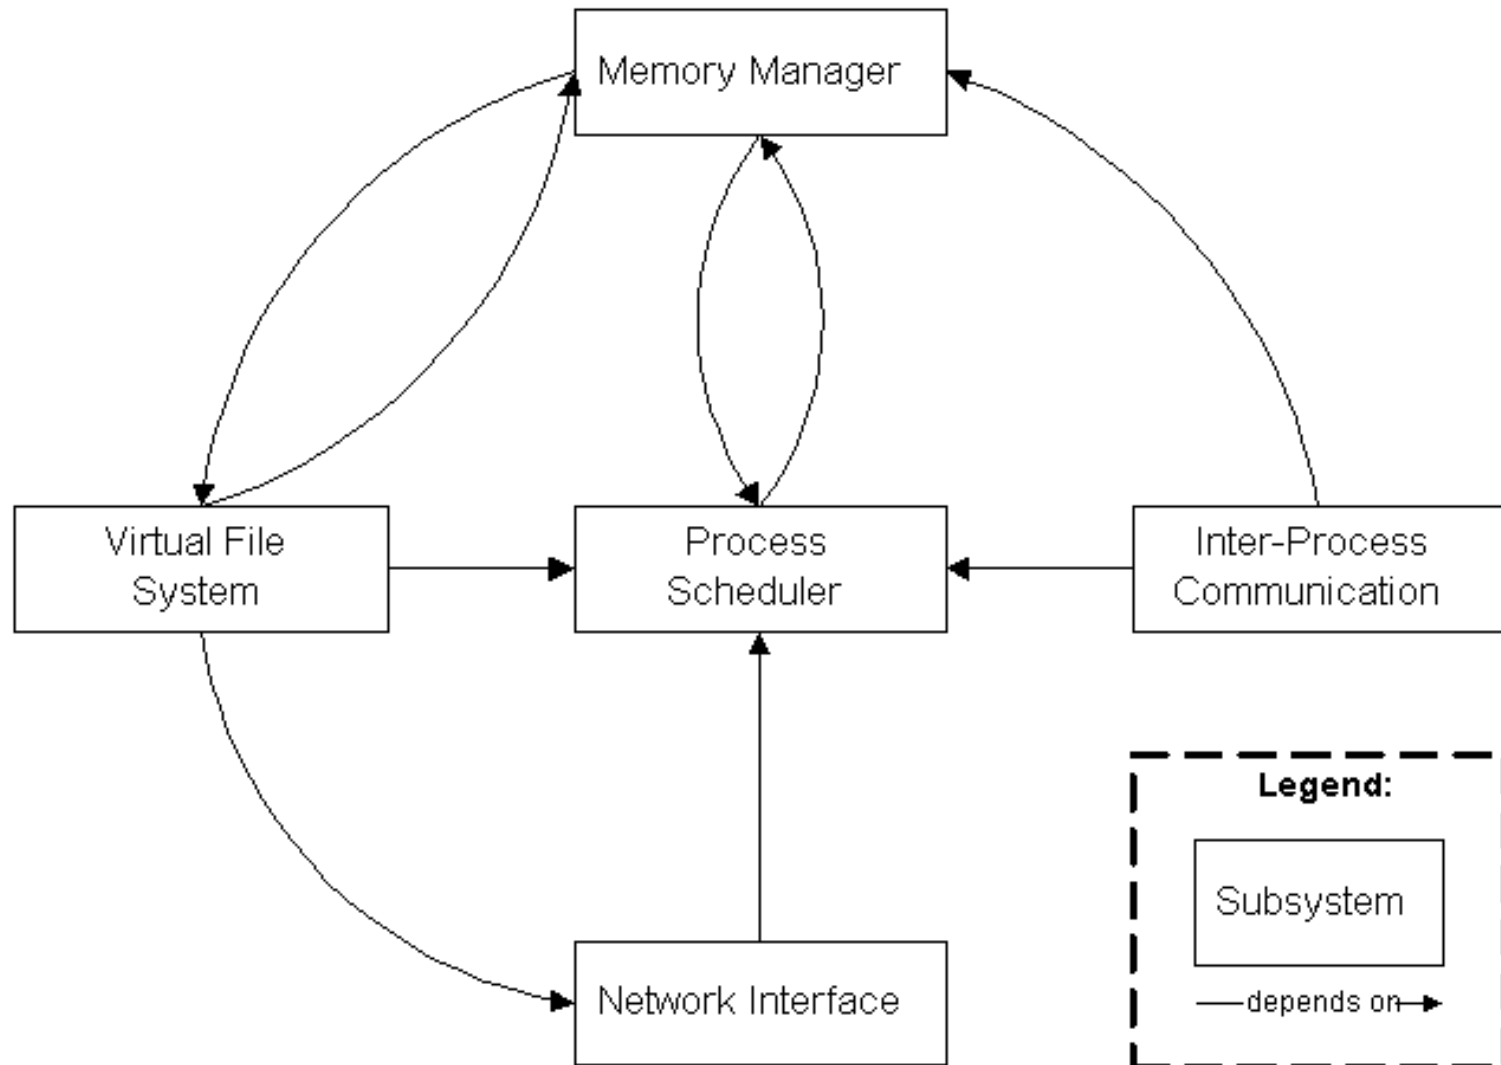 Memory Manager
Virtual File
System
Process
Scheduler
Inter-Process
Communication
Network Interface
Legend:
Subsystem
depends on